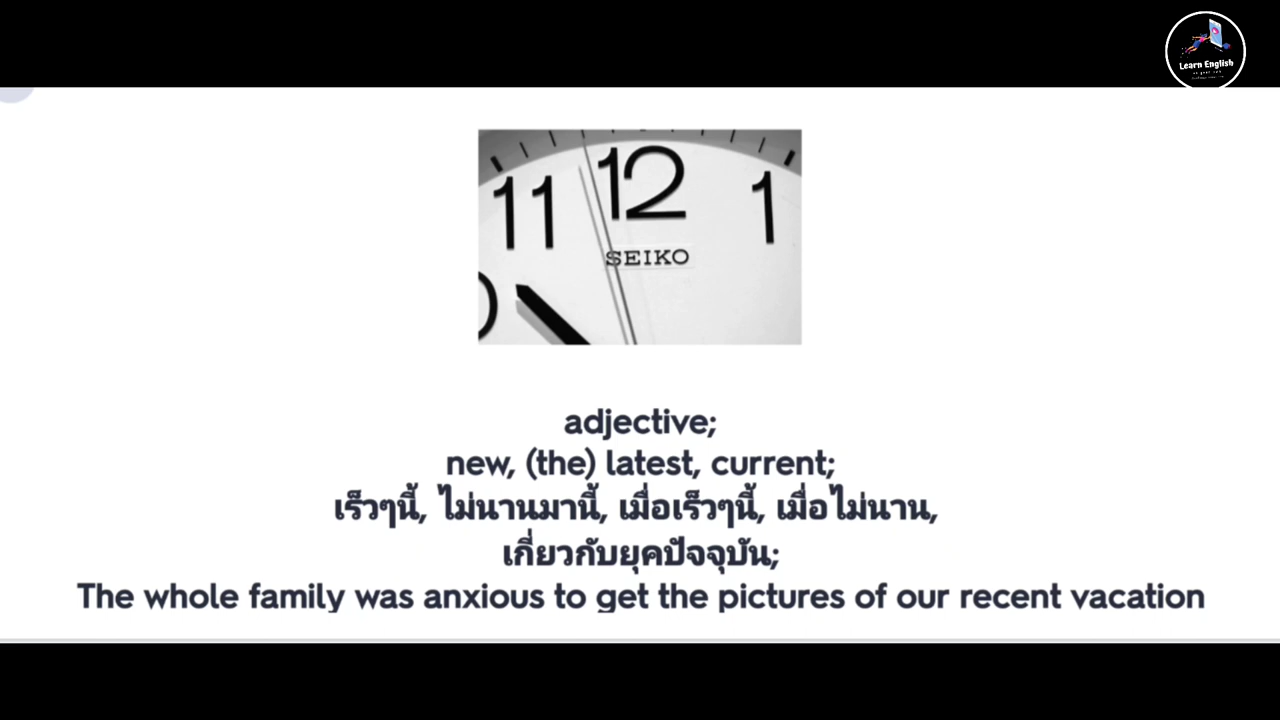 Learn English
11
12
1
SEIKO
adjective;
new, (the) latest, current;
เร็วๆนี้, ไม่นานมานี้, เมื่อเร็วๆนี้, เมื่อไม่นาน,
เกี่ยวกับยุคปัจจุบัน;
The whole family was anxious to get the pictures of our recent vacation